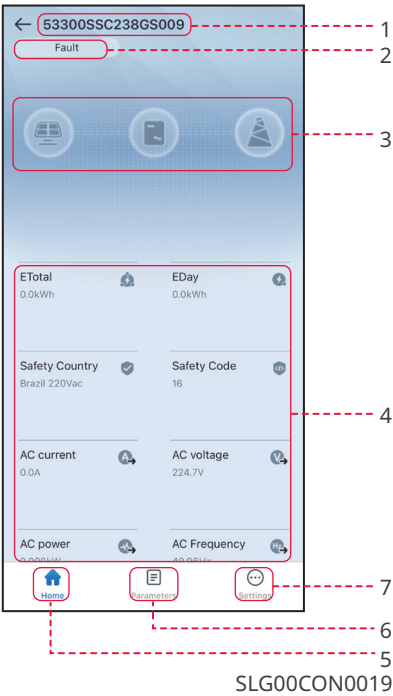 ← 53300SSC238GS009 1
Fault 2
3
ETotal EDay
0.0kWh 0.0kWh
Safety Country Safety Code
Brazil 220Vac 16
4
AC current AC voltage
0.0A 224.7V
AC power AC Frequency
0.000kW
Home Parameters Settings 7
6
5
SLG00CON0019